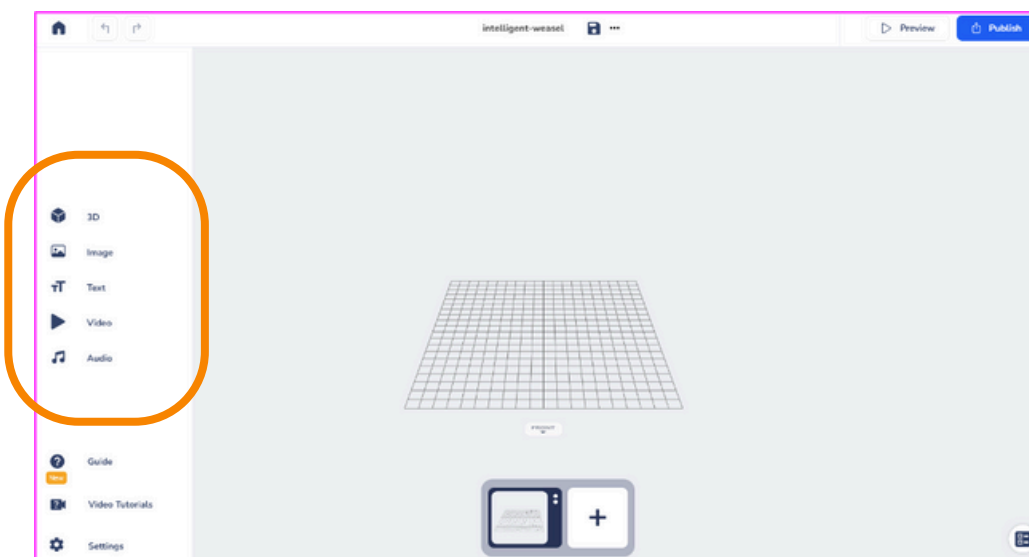 intelligent-weasel
Preview
Publish
3D
Image
Text
Video
Audio
Guide
New
Video Tutorials
Settings